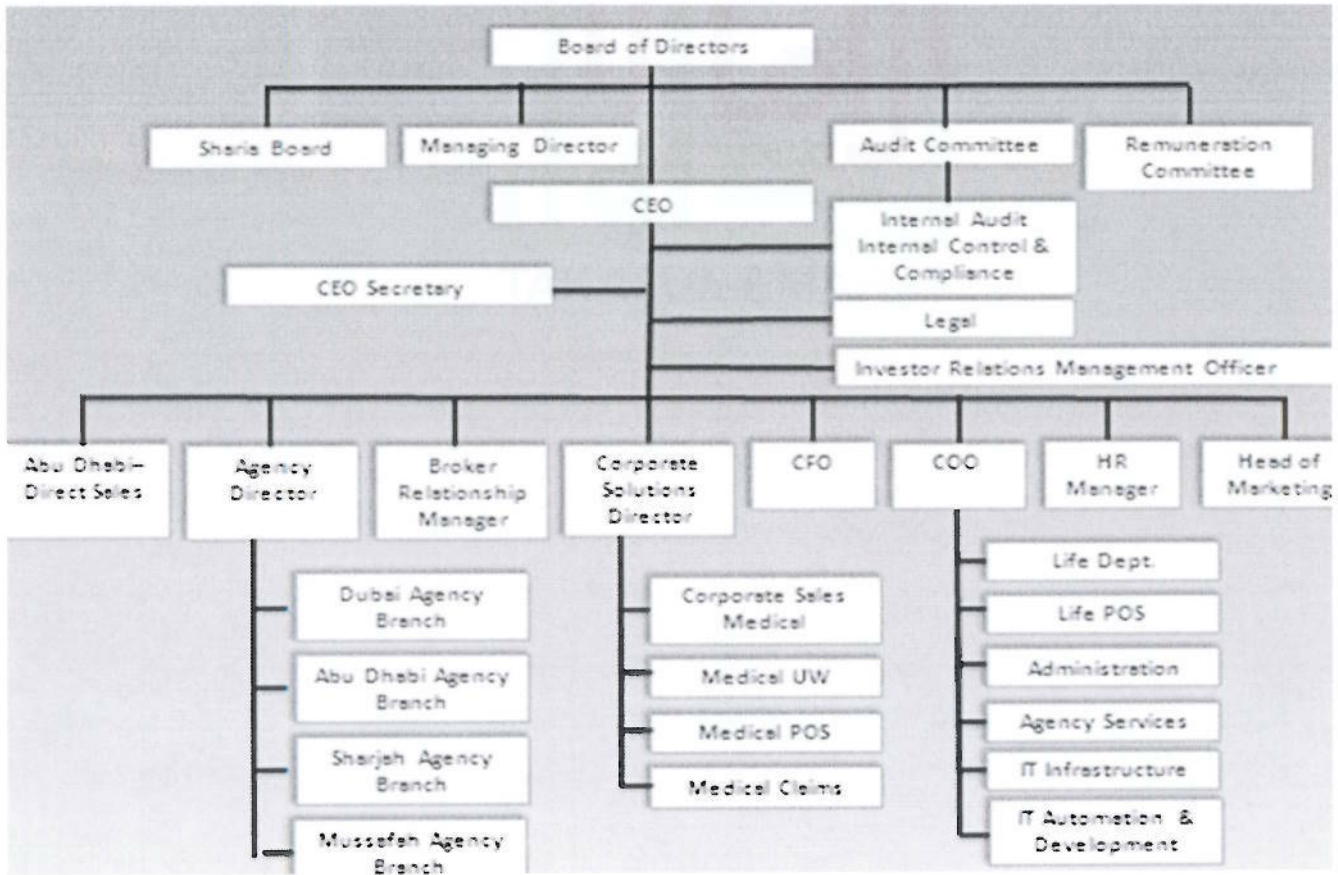 Board of Directors
Sharia Board
Managing Director
Audit Committee
Remuneration
Committee
CEO
Internal Audit
Internal Control &
Compliance
CEO Secretary
Legal
Investor Relations Management Officer
Abu Dhabi–
Direct Sales
Agency
Director
Broker
Relationship
Manager
Corporate
Solutions
Director
CFO
COO
HR
Manager
Head of
Marketing
Dubai Agency
Branch
Abu Dhabi Agency
Branch
Sharjah Agency
Branch
Mussafah Agency
Branch
Corporate Sales
Medical
Medical UW
Medical POS
Medical Claims
Life Dept.
Life POS
Administration
Agency Services
IT Infrastructure
IT Automation &
Development